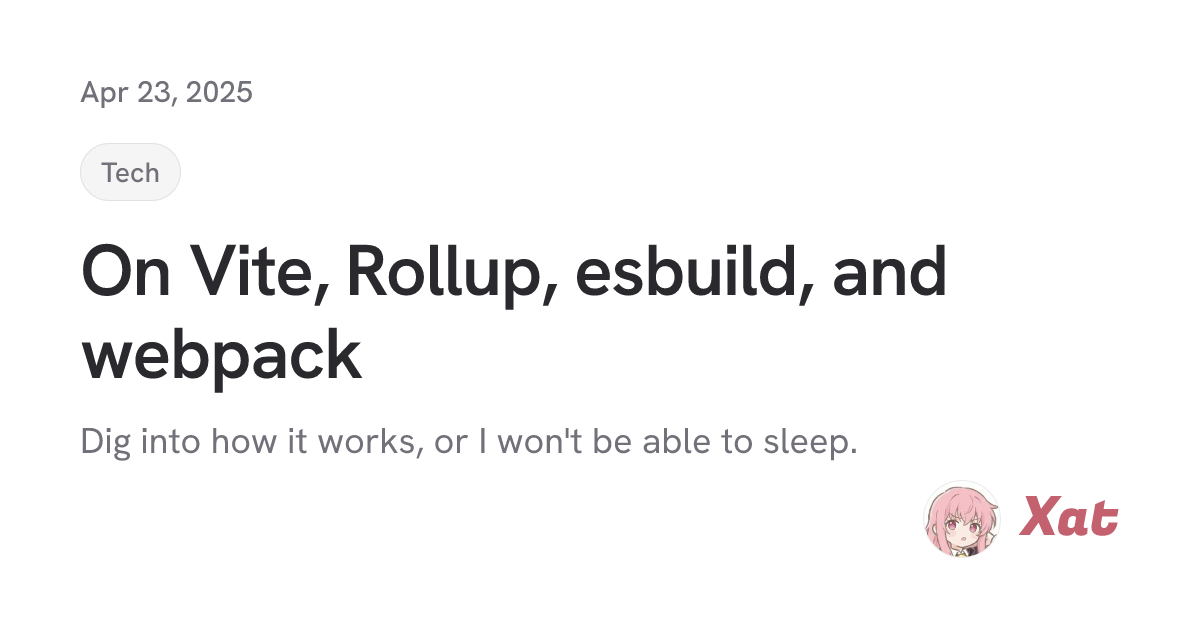 Apr 23, 2025
Tech
On Vite, Rollup, esbuild, and
webpack
Dig into how it works, or I won't be able to sleep.
Xat